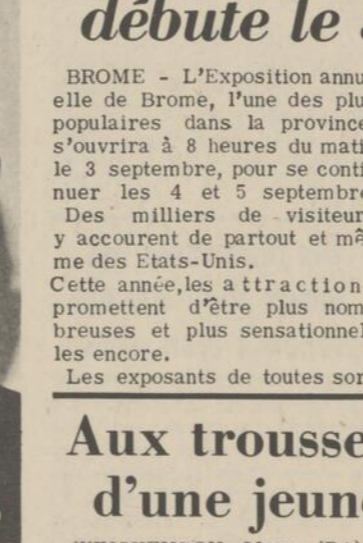 débute le
BROME - L'Exposition annu
elle de Brome, l'une des plu
populaires dans la province
s'ouvrira à 8 heures du mati
le 3 septembre, pour se conti
nuer les 4 et 5 septembre
Des milliers de visiteur
y accourent de partout et mê
me des Etats-Unis.
Cette année,les attraction
promettent d'être plus nom
breuses et plus sensationnel
les encore.
Les exposants de toutes sor
Aux trousse
d'une jeun